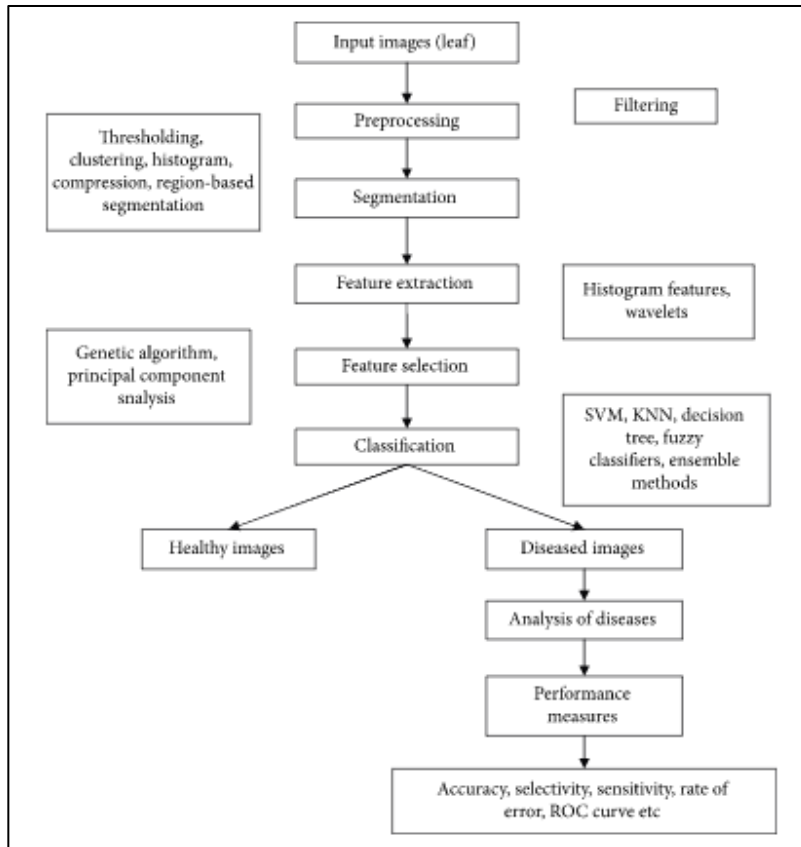 Input images (leaf)
Filtering
Preprocessing
Thresholding,
clustering, histogram,
compression, region-based
segmentation
Segmentation
Feature extraction
Histogram features,
wavelets
Genetic algorithm,
principal component
snalysis
Feature selection
SVM, KNN, decision
tree, fuzzy
classifiers, ensemble
methods
Classification
Healthy images
Diseased images
Analysis of diseases
Performance
measures
Accuracy, selectivity, sensitivity, rate of
error, ROC curve etc